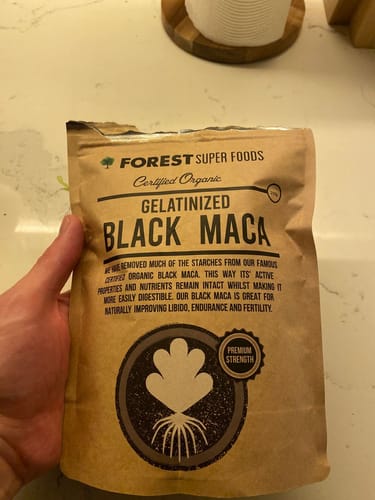 FOREST SUPER FOODS
Certified Organic
GELATINIZED
BLACK MACA
WE HAVE REMOVED MUCH OF THE STARCHES FROM OUR FAMOUS
CERTIFIED ORGANIC BLACK MACA. THIS WAY ITS' ACTIVE
PROPERTIES AND NUTRIENTS REMAIN INTACT WHILST MAKING IT
MORE EASILY DIGESTIBLE. OUR BLACK MACA IS GREAT FOR
NATURALLY IMPROVING LIBIDO, ENDURANCE AND FERTILITY.
PREMIUM
STRENGTH